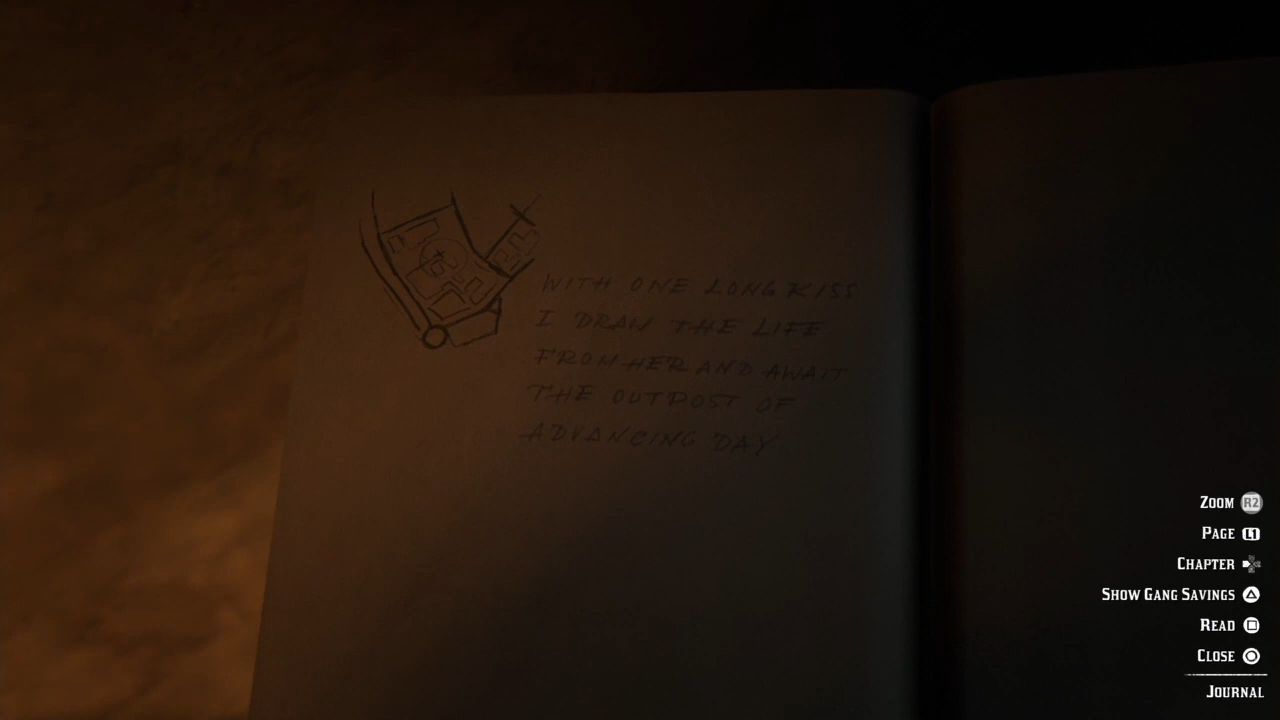 WITH ONE LONG KISS
I DRAW THE LIFE
FROM HER AND AWAIT
THE OUTPOST OF
ADVANCING DAY
ZOOM R2
PAGE L1
CHAPTER
SHOW GANG SAVINGS
READ
CLOSE
JOURNAL